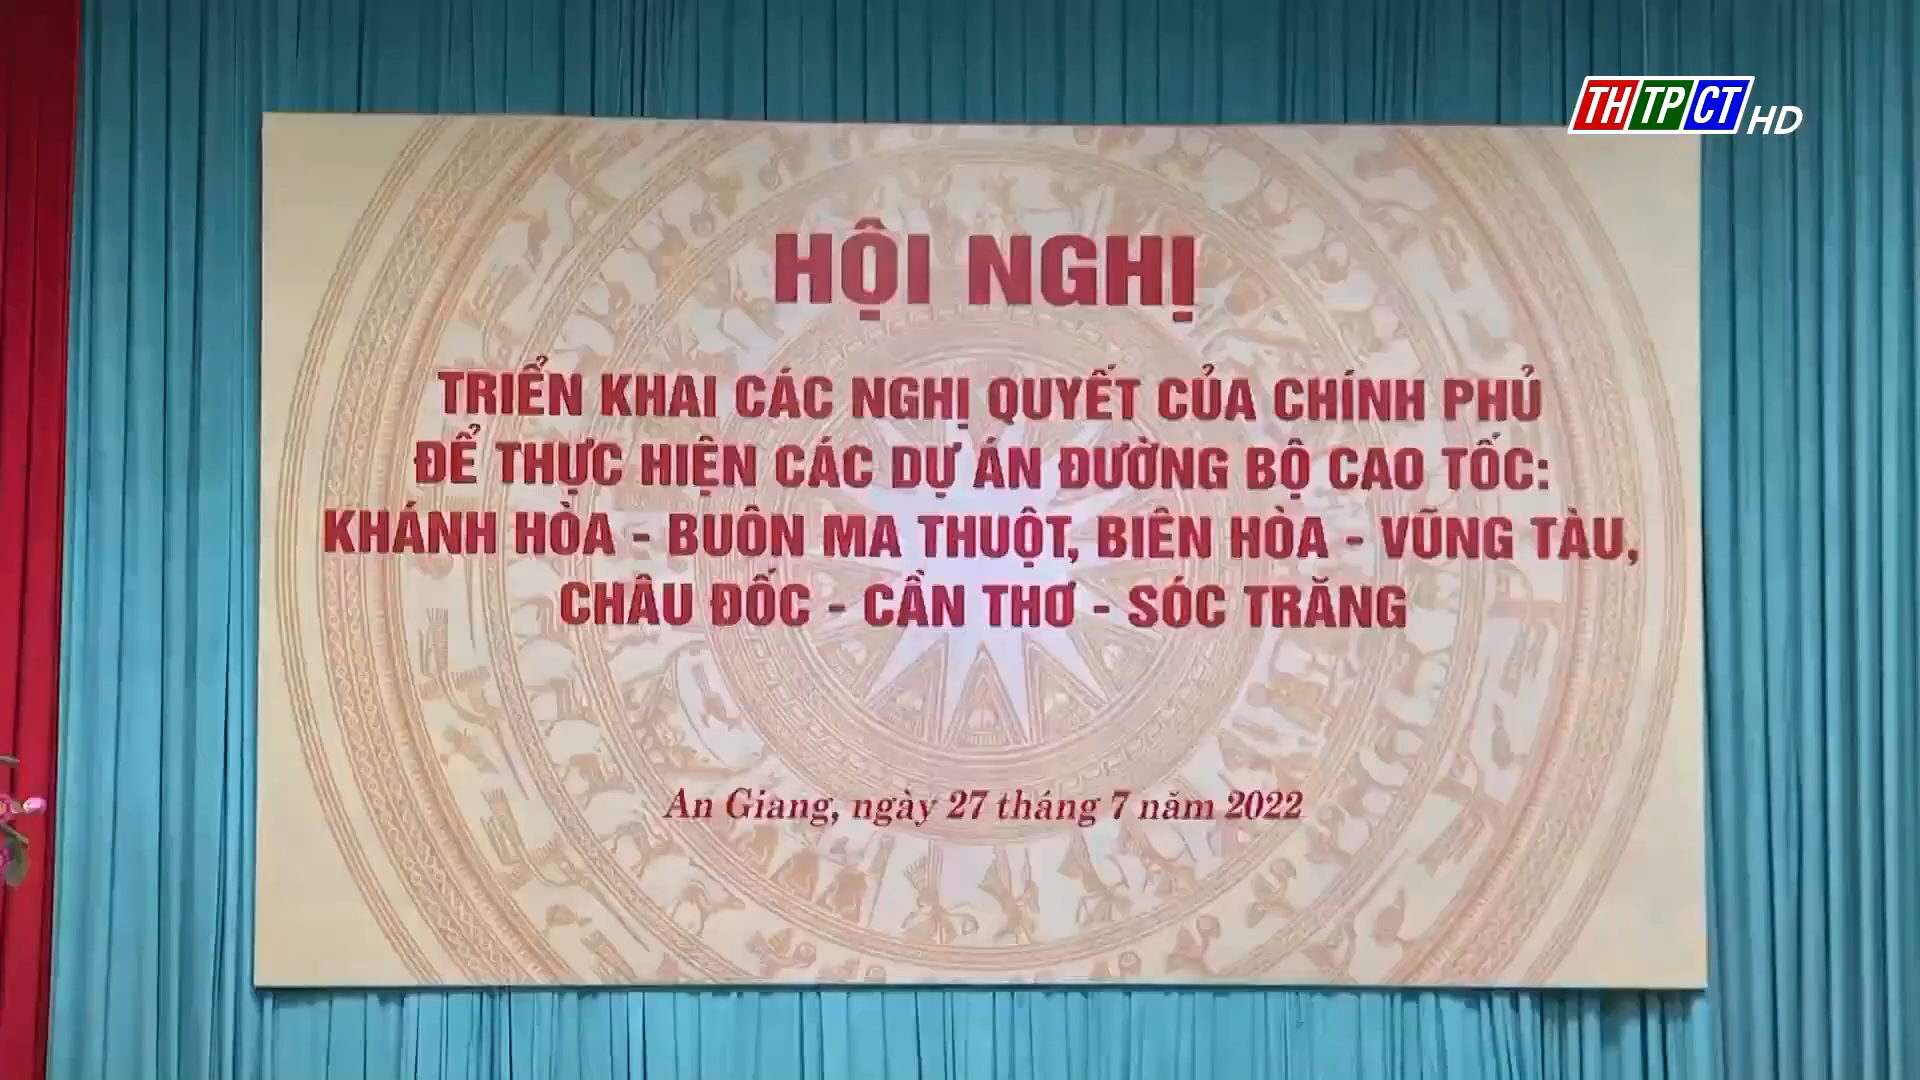 THTPCT HD
HỘI NGHỊ
TRIỂN KHAI CÁC NGHỊ QUYẾT CỦA CHÍNH PHỦ
ĐỂ THỰC HIỆN CÁC DỰ ÁN ĐƯỜNG BỘ CAO TỐC:
KHÁNH HÒA - BUÔN MA THUỘT, BIÊN HÒA - VŨNG TÀU,
CHÂU ĐỐC - CẦN THƠ - SÓC TRĂNG
An Giang, ngày 27 tháng 7 năm 2022